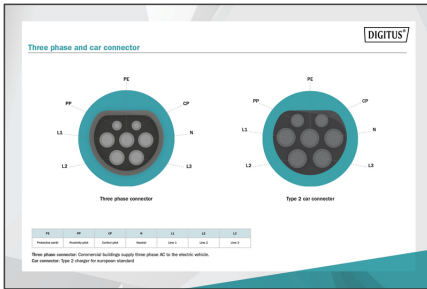 DIGITUS®
Three phase and car connector
PE
PP
CP
L1
N
L2
L3
Three phase connector
PE
PP
CP
L1
N
L2
L3
Type 2 car connector
PE PP CP N L1 L2 L3
Protective earth Proximity pilot Control pilot Neutral Line 1 Line 2 Line 3
Three phase connector: Commercial buildings supply three phase AC to the electric vehicle.
Car connector: Type 2 charger for european standard